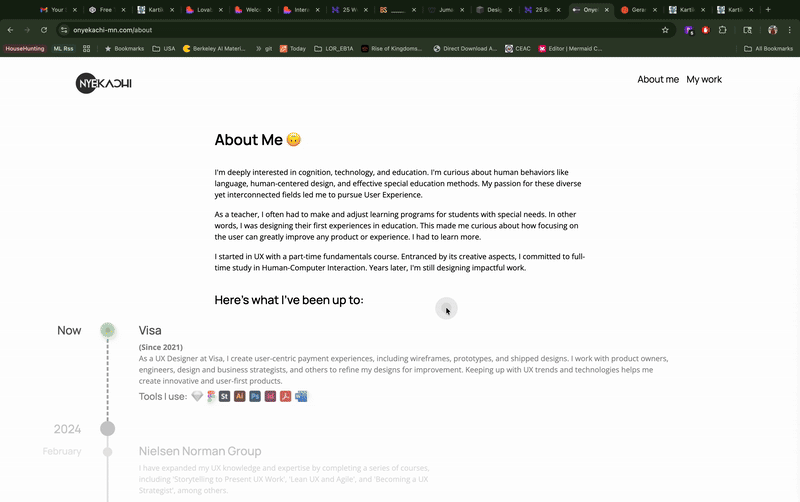 Your
Free
Kartil
Lovab
Welco
Inter
25 W
BS
Jumu
Desig
25 Bo
Onye
Gere
Kartil
Kartil
onyekachi-mn.com/about
HouseHunting
ML Rss
Bookmarks
USA
Berkeley AI Materi...
git
Today
LOR_EB1A
Rise of Kingdoms...
Direct Download A...
CEAC
Editor | Mermaid C...
All Bookmarks
NYEKACHI
About me
My work
About Me
I'm deeply interested in cognition, technology, and education. I'm curious about human behaviors like
language, human-centered design, and effective special education methods. My passion for these diverse
yet interconnected fields led me to pursue User Experience.
As a teacher, I often had to make and adjust learning programs for students with special needs. In other
words, I was designing their first experiences in education. This made me curious about how focusing on
the user can greatly improve any product or experience. I had to learn more.
I started in UX with a part-time fundamentals course. Entranced by its creative aspects, I committed to full-
time study in Human-Computer Interaction. Years later, I'm still designing impactful work.
Here's what I've been up to:
Now
Visa
(Since 2021)
As a UX Designer at Visa, I create user-centric payment experiences, including wireframes, prototypes, and shipped designs. I work with product owners,
engineers, design and business strategists, and others to refine my designs for improvement. Keeping up with UX trends and technologies helps me
create innovative and user-first products.
Tools I use:
St
Ai
Ps
Id
2024
February
Nielsen Norman Group
I have expanded my UX knowledge and expertise by completing a series of courses,
including 'Storytelling to Present UX Work', 'Lean UX and Agile', and 'Becoming a UX
Strategist', among others.